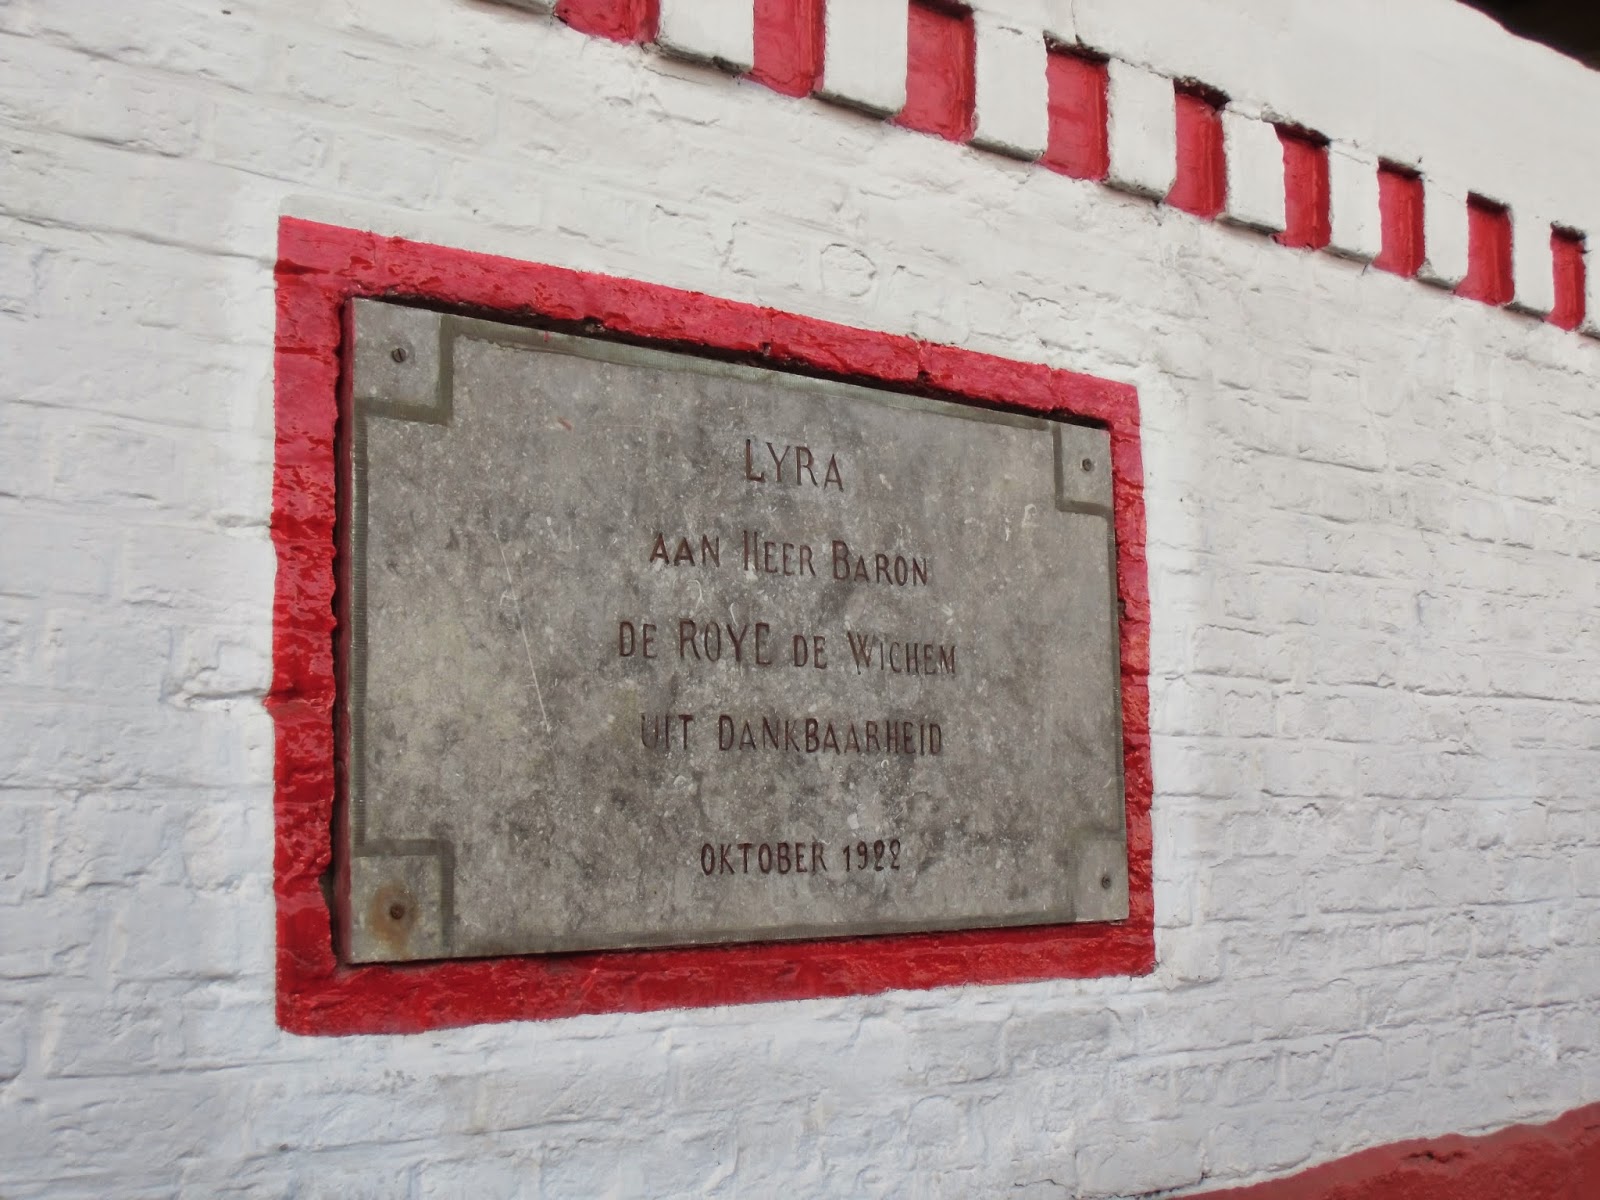 LYRA
AAN HEER BARON
DE ROYE DE WICHEM
UIT DANKBAARHEID
OKTOBER 1922